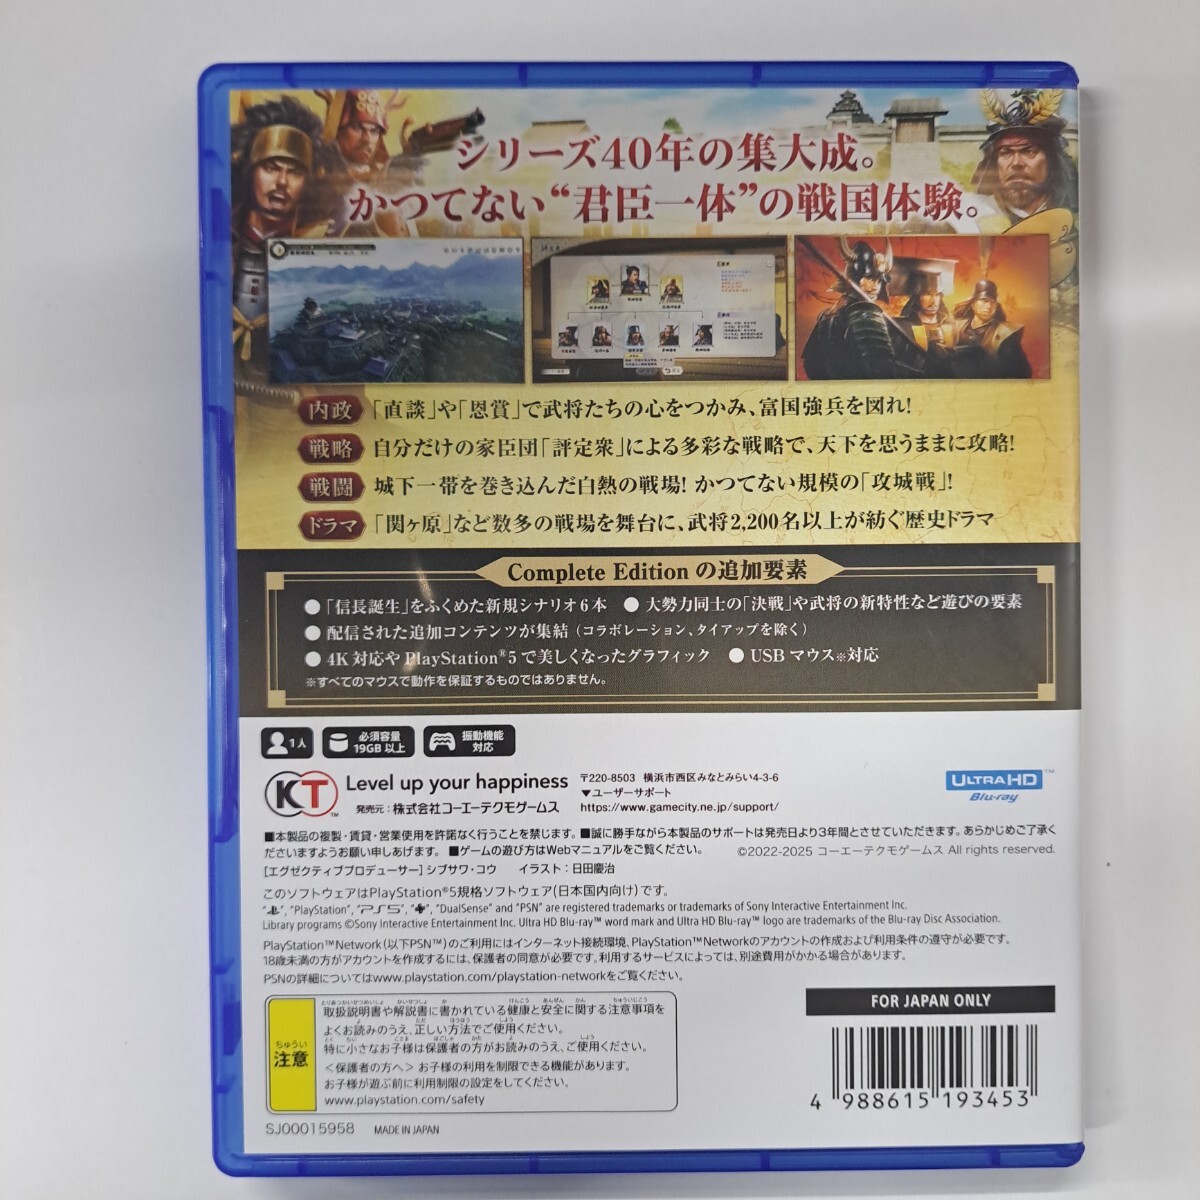 シリーズ40年の集大成。
かつてない“君臣一体”の戦国体験。
内政 「直談」や「恩賞」で武将たちの心をつかみ、富国強兵を図れ!
戦略 自分だけの家臣団「評定衆」による多彩な戦略で、天下を思うままに攻略!
戦闘 城下一帯を巻き込んだ白熱の戦場! かつてない規模の「攻城戦」!
ドラマ 「関ヶ原」など数多の戦場を舞台に、武将2,200名以上が紡ぐ歴史ドラマ
Complete Edition の追加要素
●「信長誕生」をふくめた新規シナリオ6本 ●大勢力同士の「決戦」や武将の新特性など遊びの要素
●配信された追加コンテンツが集結(コラボレーション、タイアップを除く)
●4K対応やPlayStation®5で美しくなったグラフィック ●USBマウス※対応
※すべてのマウスで動作を保証するものではありません。
1人
必須容量
19GB以上
振動機能
対応
KT™ Level up your happiness
発売元:株式会社コーエーテクモゲームス
〒220-8503 横浜市西区みなとみらい4-3-6
▼ユーザーサポート
https://www.gamecity.ne.jp/support/
ULTRA HD™
Blu-ray
■本製品の複製・賃貸・営業使用を許諾なく行うことを禁じます。■誠に勝手ながら本製品のサポートは発売日より3年間とさせていただきます。あらかじめご了承く
ださいますようお願い申しあげます。 ■ゲームの遊び方はWebマニュアルをご覧ください。 ©2022-2025 コーエーテクモゲームス All rights reserved.
[エグゼクティブプロデューサー] シブサワ・コウ イラスト:日田慶治
このソフトウェアはPlayStation®5規格ソフトウェア(日本国内向け)です。
"", "PlayStation", "PS5", "", "DualSense" and "PSN" are registered trademarks or trademarks of Sony Interactive Entertainment Inc.
Library programs ©Sony Interactive Entertainment Inc. Ultra HD Blu-ray™ word mark and Ultra HD Blu-ray™ logo are trademarks of the Blu-ray Disc Association.
PlayStation™Network(以下PSN™)のご利用にはインターネット接続環境、PlayStation™Networkのアカウントの作成および利用条件の遵守が必要です。
18歳未満の方がアカウントを作成するには、保護者の同意が必要です。利用するサービスによっては、別途費用がかかる場合があります。
PSNの詳細についてはwww.playstation.com/playstation-networkをご覧ください。
ちゅうい
注意
取扱説明書や解説書に書かれている健康と安全に関する注意事項を
よくお読みのうえ、正しい方法でご使用ください。
特に小さなお子様は保護者の方がお読みのうえ、ご使用ください。
<保護者の方へ> お子様の利用を制限できる機能があります。
お子様が遊ぶ前に利用制限の設定をしてください。
www.playstation.com/safety
FOR JAPAN ONLY
4 988615 193453
SJ00015958 MADE IN JAPAN